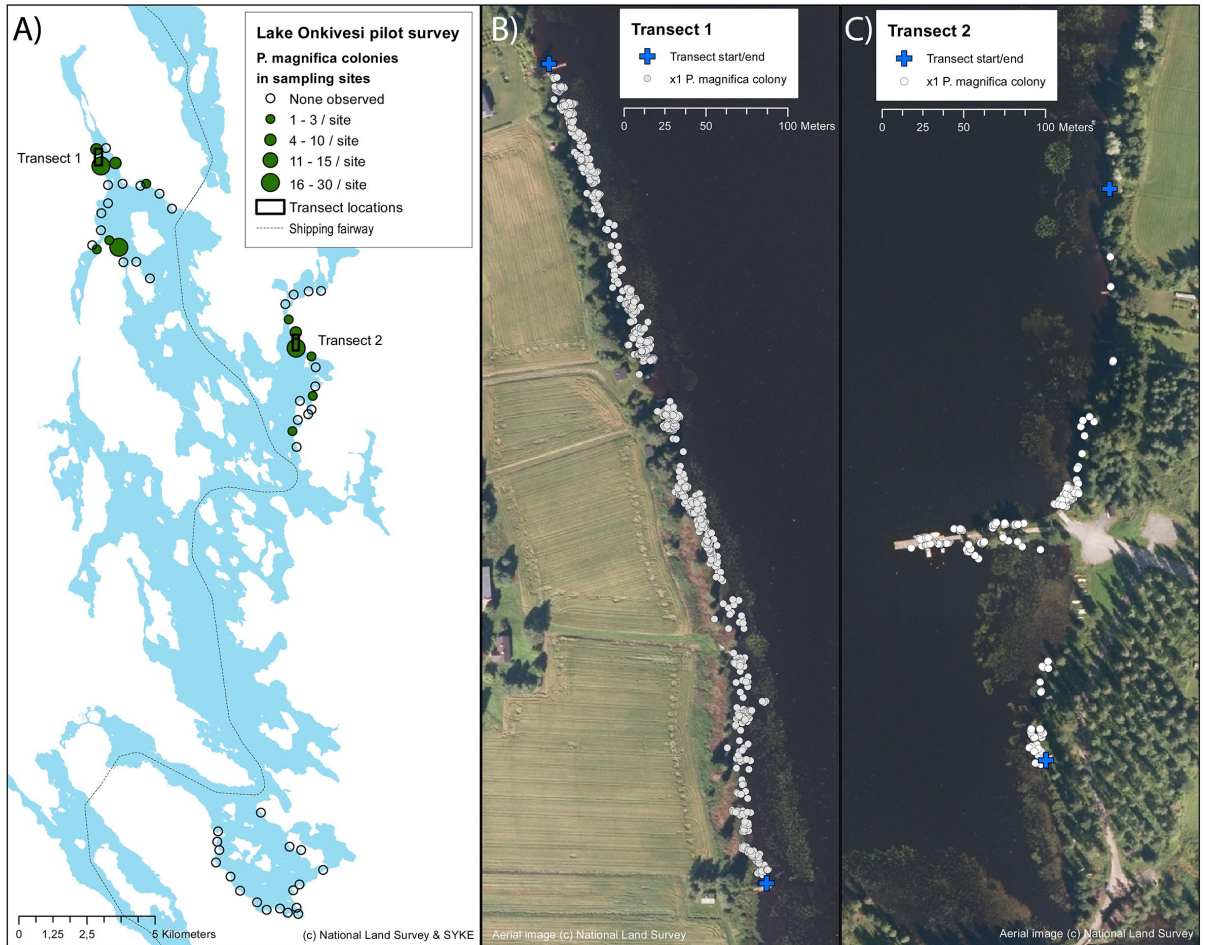 A)
Lake Onkivesi pilot survey
P. magnifica colonies
in sampling sites
None observed
1 - 3 / site
4 - 10 / site
11 - 15 / site
16 - 30 / site
Transect locations
Shipping fairway
Transect 1
Transect 2
0 1,25 2,5 5 Kilometers
(c) National Land Survey & SYKE
B)
Transect 1
Transect start/end
x1 P. magnifica colony
0 25 50 100 Meters
Aerial image (c) National Land Survey
C)
Transect 2
Transect start/end
x1 P. magnifica colony
0 25 50 100 Meters
Aerial image (c) National Land Survey